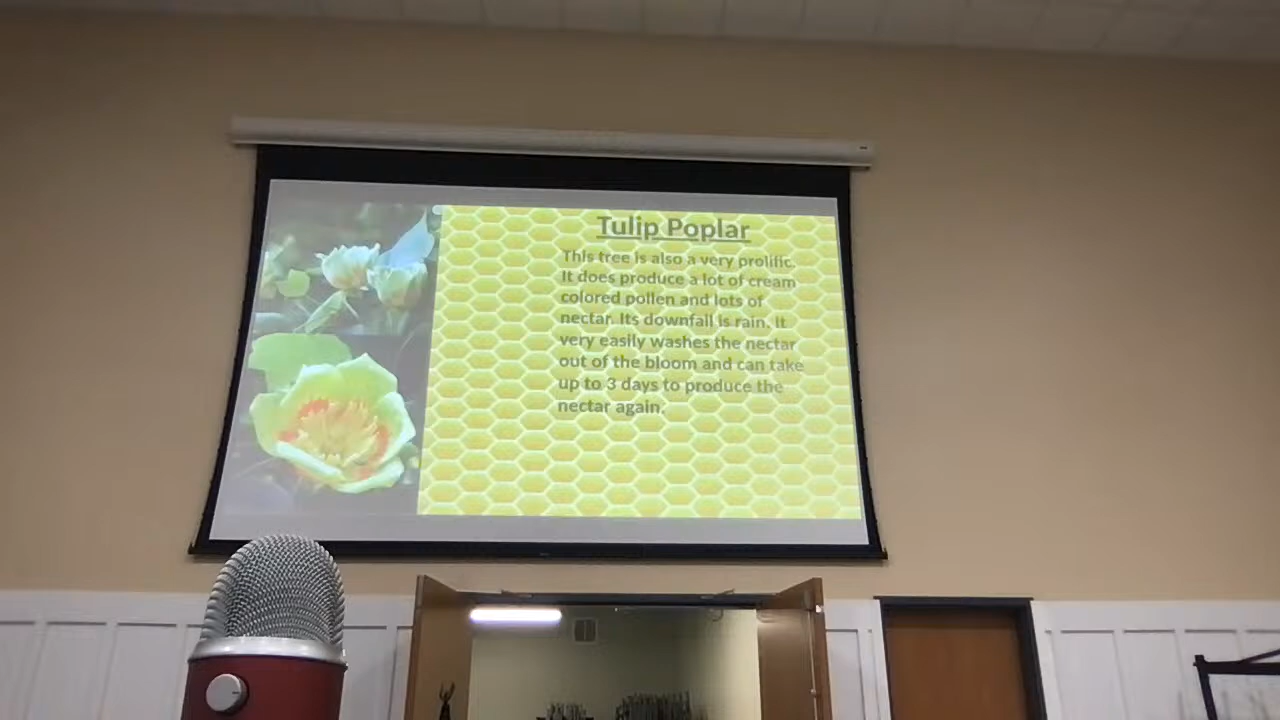 Tulip Poplar
This tree is also a very prolific.
It does produce a lot of cream
colored pollen and lots of
nectar. Its downfall is rain. It
very easily washes the nectar
out of the bloom and can take
up to 3 days to produce the
nectar again.